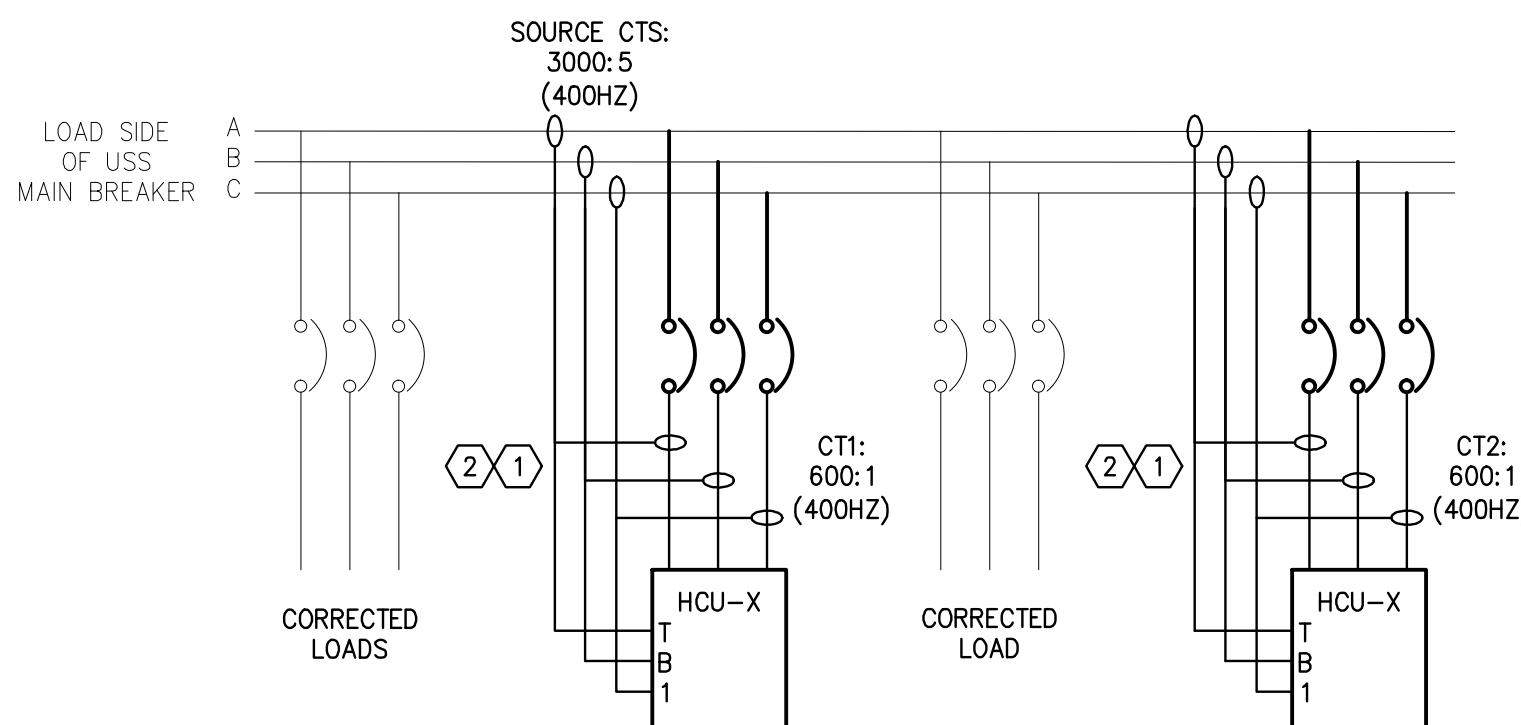 SOURCE CTS:
3000:5
(400HZ)
LOAD SIDE
OF USS
MAIN BREAKER
A
B
C
2
1
CT1:
600:1
(400HZ)
2
1
CT2:
600:1
(400HZ
CORRECTED
LOADS
HCU-X
T
B
1
CORRECTED
LOAD
HCU-X
T
B
1